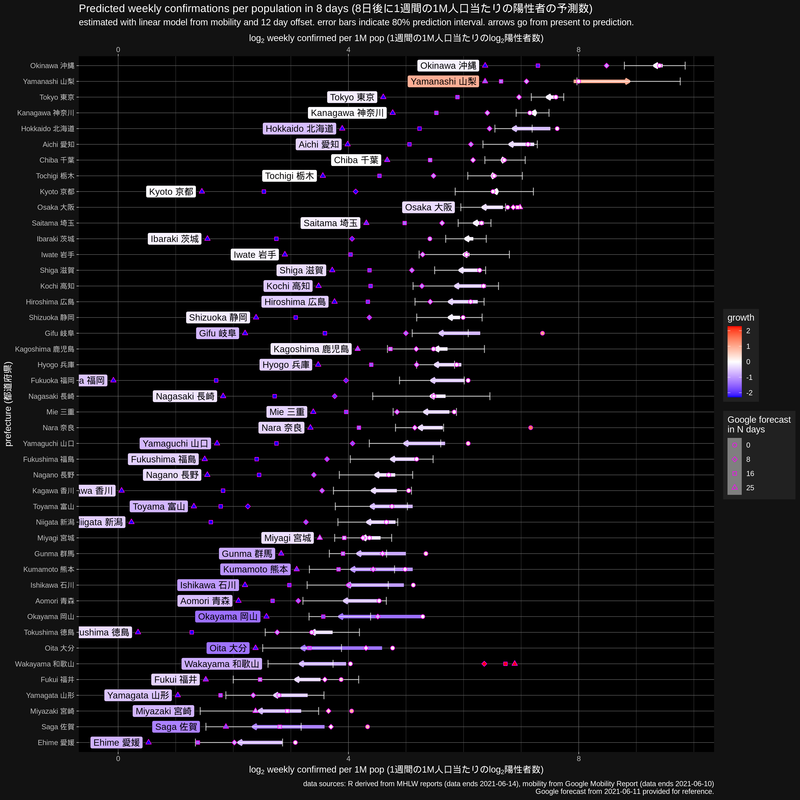 Predicted weekly confirmations per population in 8 days (8日後に1週間の1M人口当たりの陽性者の予測数)
estimated with linear model from mobility and 12 day offset. error bars indicate 80% prediction interval. arrows go from present to prediction.
log2 weekly confirmed per 1M pop (1週間の1M人口当たりのlog2陽性者数)
0 4 8
Okinawa 沖縄 Okinawa 沖縄
Yamanashi 山梨 Yamanashi 山梨
Tokyo 東京 Tokyo 東京
Kanagawa 神奈川 Kanagawa 神奈川
Hokkaido 北海道 Hokkaido 北海道
Aichi 愛知 Aichi 愛知
Chiba 千葉 Chiba 千葉
Tochigi 栃木 Tochigi 栃木
Kyoto 京都 Kyoto 京都
Osaka 大阪 Osaka 大阪
Saitama 埼玉 Saitama 埼玉
Ibaraki 茨城 Ibaraki 茨城
Iwate 岩手 Iwate 岩手
Shiga 滋賀 Shiga 滋賀
Kochi 高知 Kochi 高知
Hiroshima 広島 Hiroshima 広島
Shizuoka 静岡 Shizuoka 静岡
Gifu 岐阜 Gifu 岐阜
Kagoshima 鹿児島 Kagoshima 鹿児島
Hyogo 兵庫 Hyogo 兵庫
Fukuoka 福岡 a 福岡
Nagasaki 長崎 Nagasaki 長崎
Mie 三重 Mie 三重
Nara 奈良 Nara 奈良
Yamaguchi 山口 Yamaguchi 山口
Fukushima 福島 Fukushima 福島
Nagano 長野 Nagano 長野
Kagawa 香川 wa 香川
Toyama 富山 Toyama 富山
Niigata 新潟 iigata 新潟
Miyagi 宮城 Miyagi 宮城
Gunma 群馬 Gunma 群馬
Kumamoto 熊本 Kumamoto 熊本
Ishikawa 石川 Ishikawa 石川
Aomori 青森 Aomori 青森
Okayama 岡山 Okayama 岡山
Tokushima 徳島 ushima 徳島
Oita 大分 Oita 大分
Wakayama 和歌山 Wakayama 和歌山
Fukui 福井 Fukui 福井
Yamagata 山形 Yamagata 山形
Miyazaki 宮崎 Miyazaki 宮崎
Saga 佐賀 Saga 佐賀
Ehime 愛媛 Ehime 愛媛
prefecture (都道府県)
0 4 8
log2 weekly confirmed per 1M pop (1週間の1M人口当たりのlog2陽性者数)
growth
2
1
0
-1
-2
Google forecast
in N days
0
8
16
25
data sources: R derived from MHLW reports (data ends 2021-06-14), mobility from Google Mobility Report (data ends 2021-06-10)
Google forecast from 2021-06-11 provided for reference.